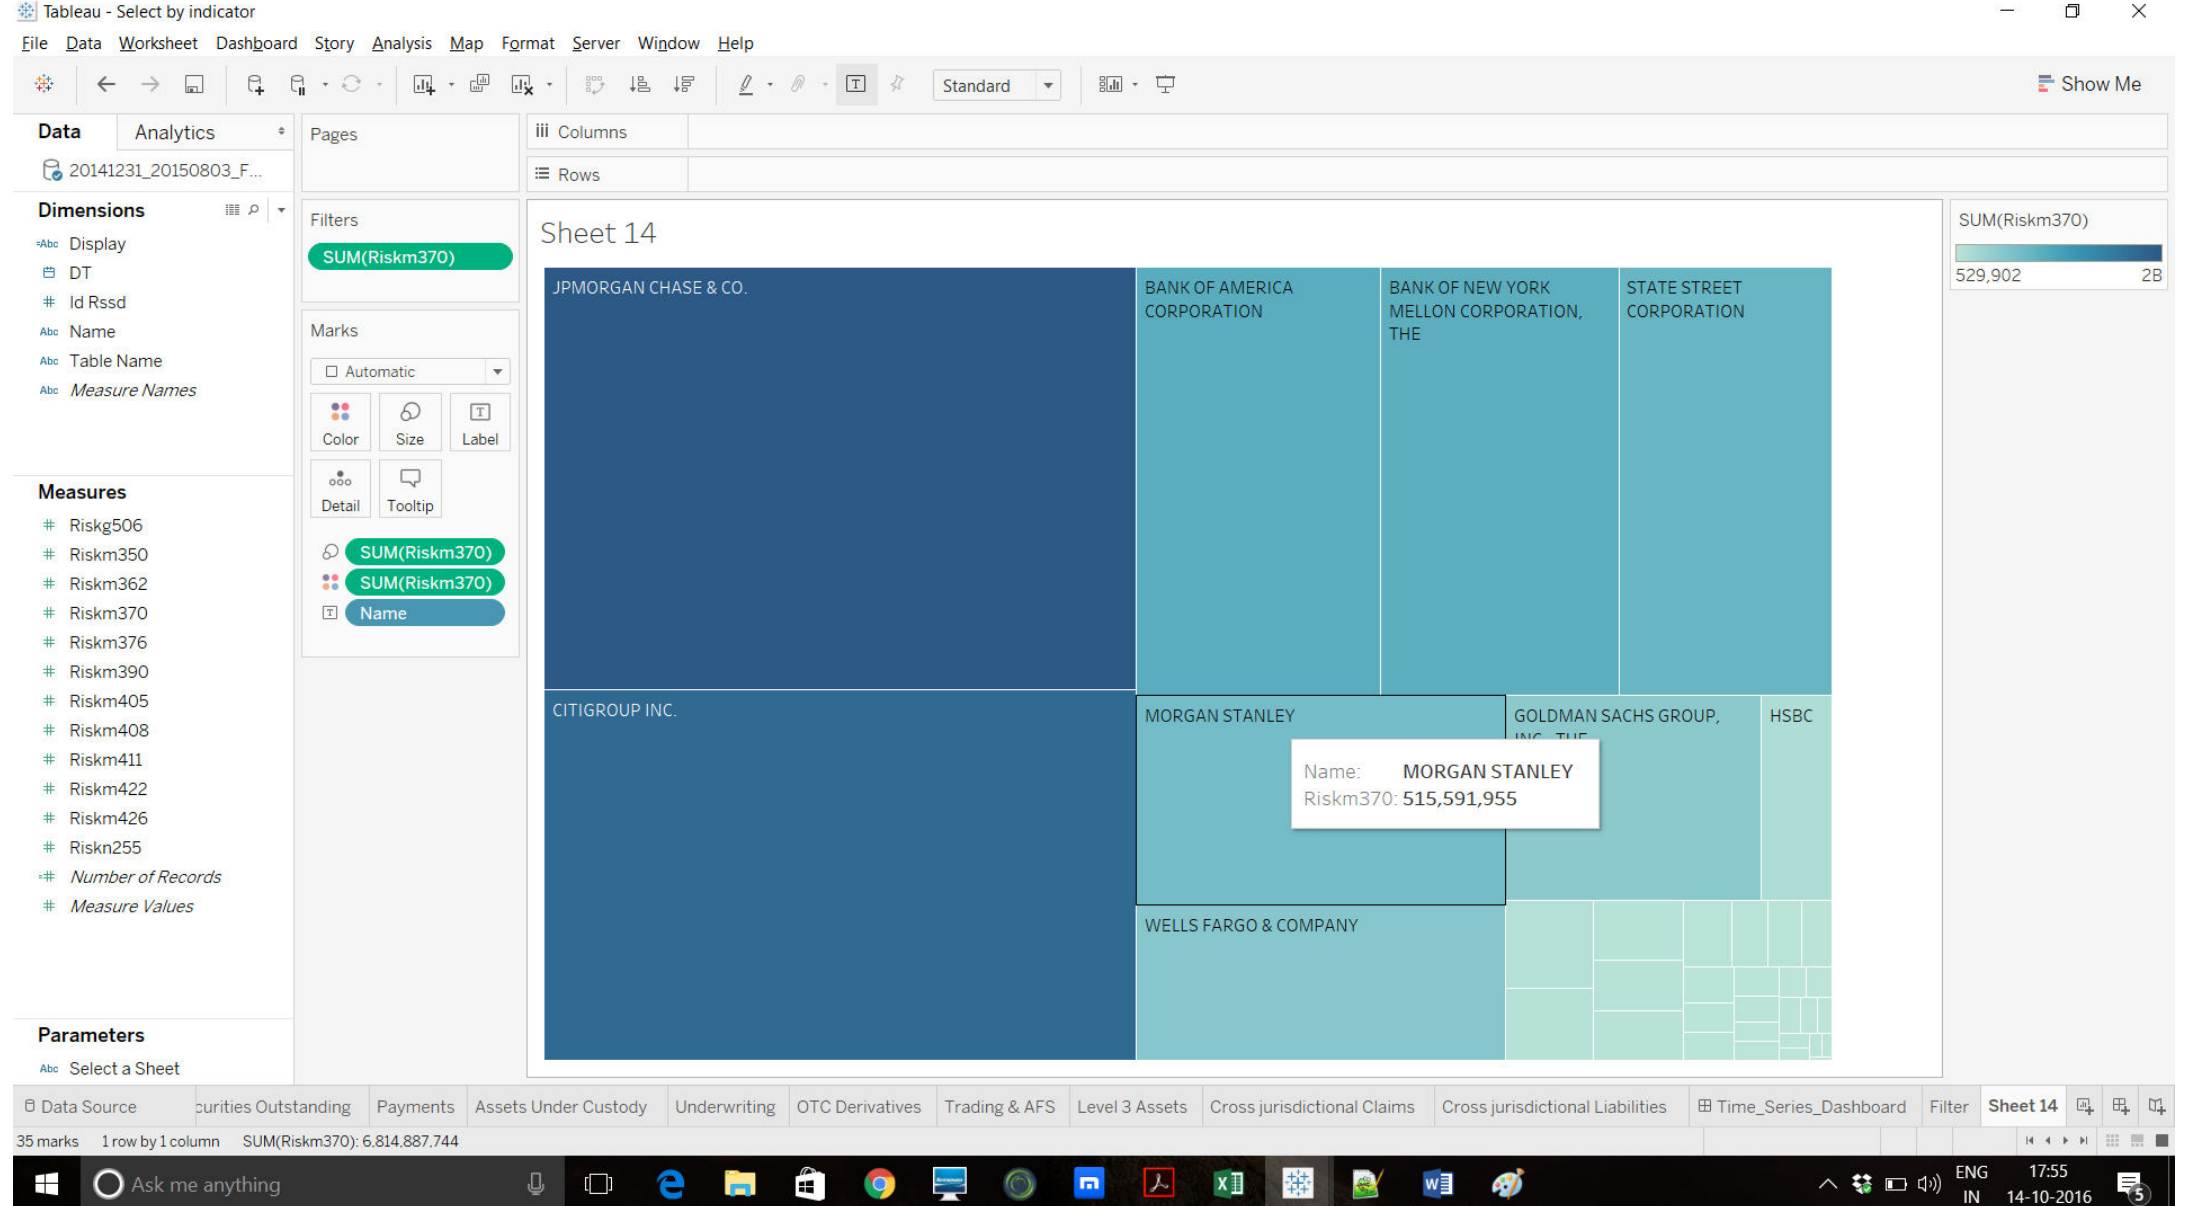 Tableau - Select by indicator
File Data Worksheet Dashboard Story Analysis Map Format Server Window Help
Standard
Show Me
Data Analytics
20141231_20150803_F...
Dimensions
Abc Display
DT
# Id Rssd
Abc Name
Abc Table Name
Abc Measure Names
Measures
# Riskg506
# Riskm350
# Riskm362
# Riskm370
# Riskm376
# Riskm390
# Riskm405
# Riskm408
# Riskm411
# Riskm422
# Riskm426
# Riskn255
=# Number of Records
# Measure Values
Parameters
Abc Select a Sheet
Pages
Filters
SUM(Riskm370)
Marks
Automatic
Color Size Label
Detail Tooltip
SUM(Riskm370)
SUM(Riskm370)
Name
Columns
Rows
Sheet 14
JPMORGAN CHASE & CO.
BANK OF AMERICA
CORPORATION
BANK OF NEW YORK
MELLON CORPORATION,
THE
STATE STREET
CORPORATION
CITIGROUP INC.
MORGAN STANLEY
GOLDMAN SACHS GROUP,
HSBC
Name: MORGAN STANLEY
Riskm370: 515,591,955
WELLS FARGO & COMPANY
SUM(Riskm370)
529,902 2B
Data Source curities Outstanding Payments Assets Under Custody Underwriting OTC Derivatives Trading & AFS Level 3 Assets Cross jurisdictional Claims Cross jurisdictional Liabilities Time_Series_Dashboard Filter Sheet 14
35 marks 1 row by 1 column SUM(Riskm370): 6,814,887,744
Ask me anything
ENG
IN
17:55
14-10-2016
5